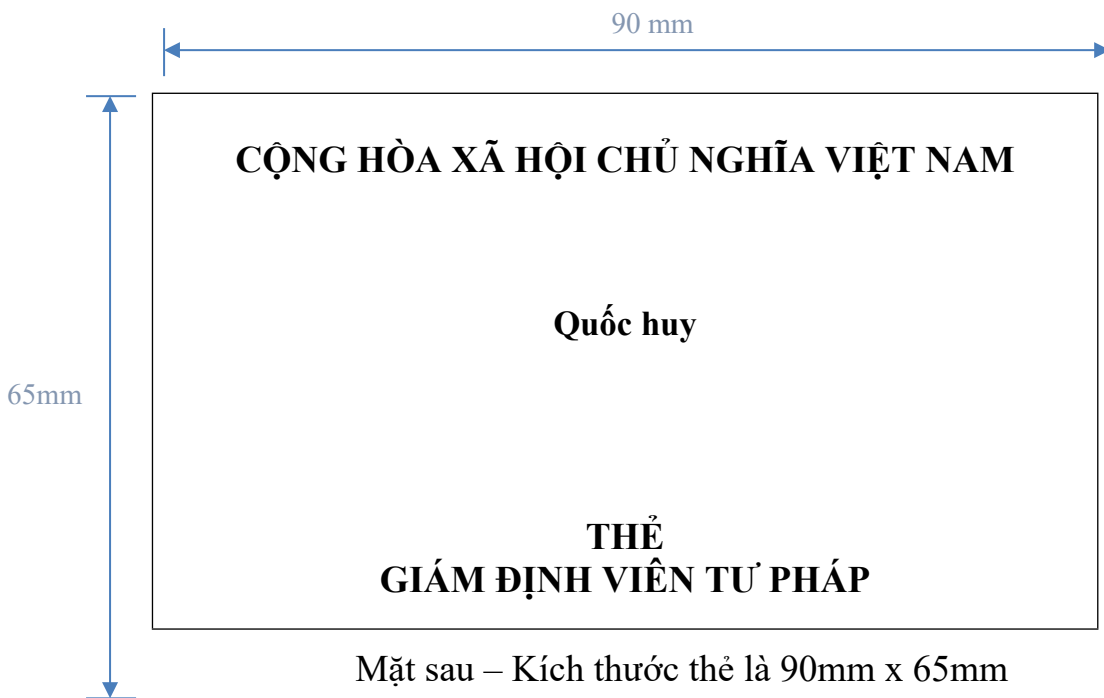 90 mm
CỘNG HÒA XÃ HỘI CHỦ NGHĨA VIỆT NAM
Quốc huy
65mm
THẺ
GIÁM ĐỊNH VIÊN TƯ PHÁP
Mặt sau – Kích thước thẻ là 90mm x 65mm